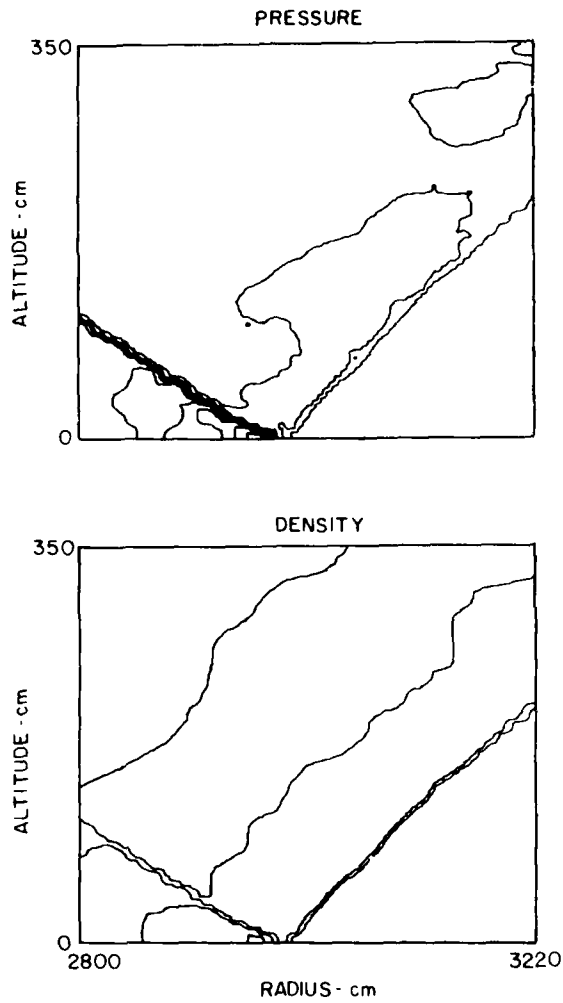 PRESSURE
350
ALTITUDE - cm
0
DENSITY
350
ALTITUDE - cm
0
2800
3220
RADIUS - cm